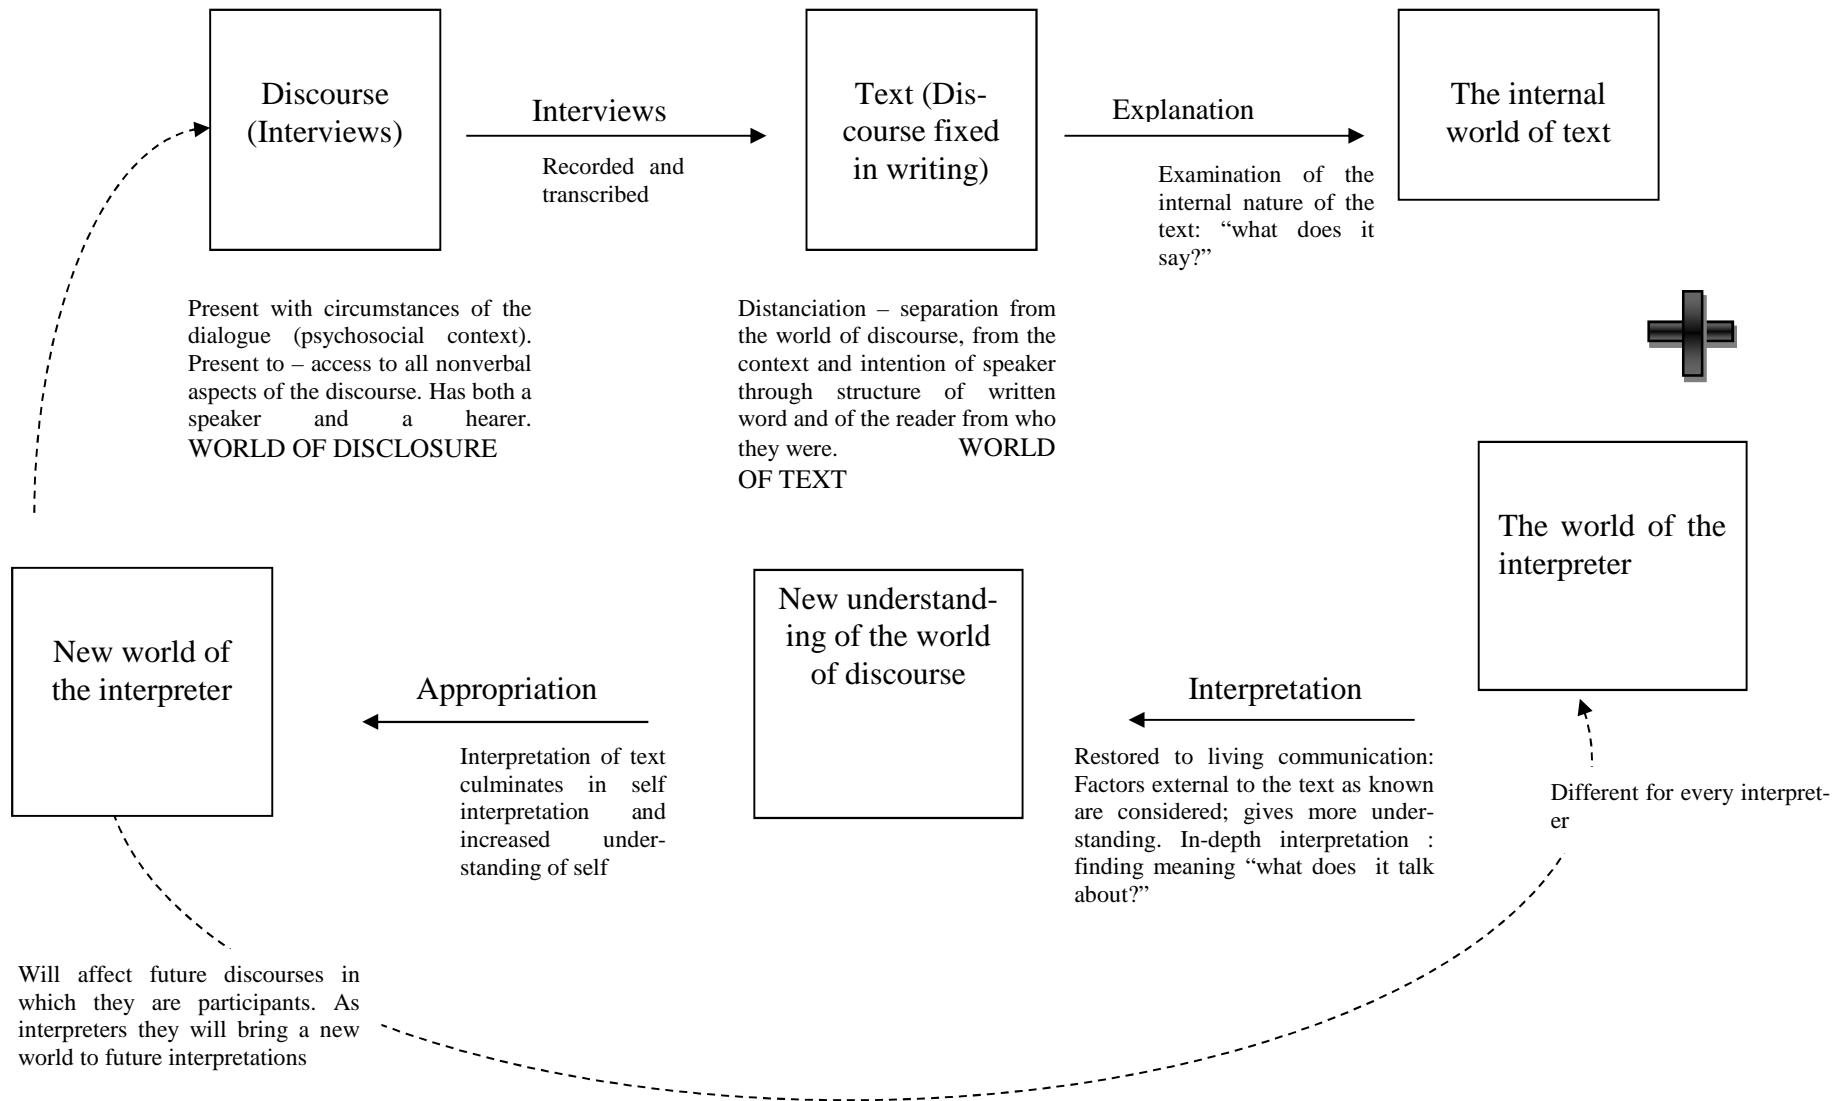 Discourse
(Interviews)
Interviews
Recorded and
transcribed
Text (Dis-
course fixed
in writing)
Explanation
Examination of the
internal nature of the
text: “what does it
say?”
The internal
world of text
Present with circumstances of the
dialogue (psychosocial context).
Present to – access to all nonverbal
aspects of the discourse. Has both a
speaker and a hearer.
WORLD OF DISCLOSURE
Distanciation – separation from
the world of discourse, from the
context and intention of speaker
through structure of written
word and of the reader from who
they were. WORLD
OF TEXT
The world of the
interpreter
Different for every interpret-
er
Interpretation
Restored to living communication:
Factors external to the text as known
are considered; gives more under-
standing. In-depth interpretation :
finding meaning “what does it talk
about?”
New understand-
ing of the world
of discourse
Appropriation
Interpretation of text
culminates in self
interpretation and
increased under-
standing of self
New world of
the interpreter
Will affect future discourses in
which they are participants. As
interpreters they will bring a new
world to future interpretations